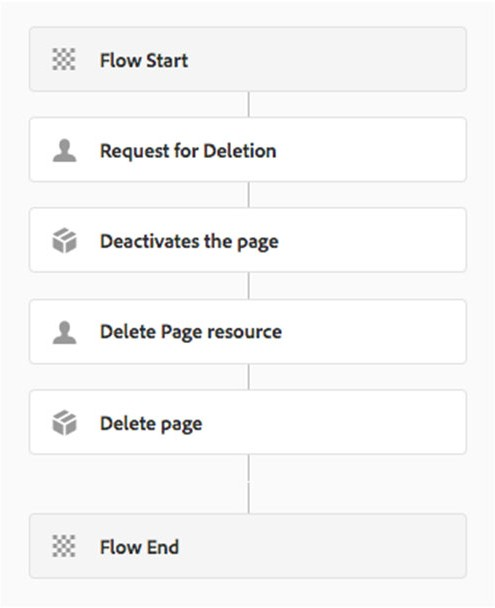 Flow Start
Request for Deletion
Deactivates the page
Delete Page resource
Delete page
Flow End